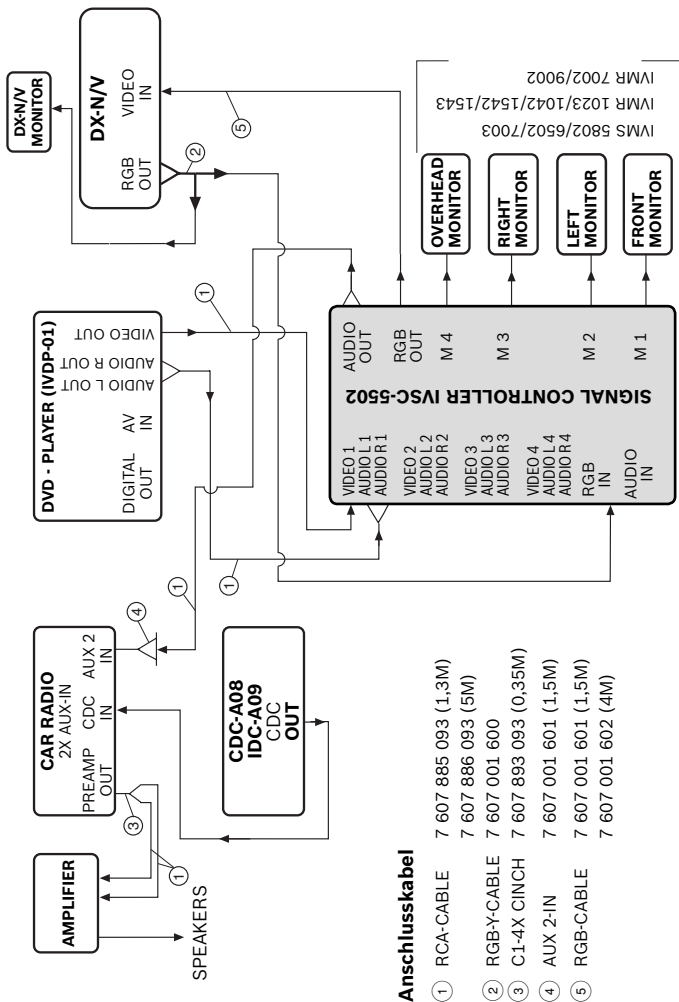 AMPLIFIER
SPEAKERS
CAR RADIO
2X AUX-IN
PREAMP OUT
CDC IN
AUX 2 IN
3
1
4
1
CDC-A08
IDC-A09
CDC
OUT
DVD - PLAYER (IVDP-01)
DIGITAL OUT
AV IN
AUDIO L OUT
AUDIO R OUT
VIDEO OUT
1
1
DX-N/V
MONITOR
DX-N/V
RGB OUT
VIDEO IN
2
5
SIGNAL CONTROLLER IVSC-5502
VIDEO 1
AUDIO L 1
AUDIO R 1
VIDEO 2
AUDIO L 2
AUDIO R 2
VIDEO 3
AUDIO L 3
AUDIO R 3
VIDEO 4
AUDIO L 4
AUDIO R 4
RGB
IN
AUDIO
IN
AUDIO
OUT
RGB
OUT
M 4
M 3
M 2
M 1
OVERHEAD
MONITOR
RIGHT
MONITOR
LEFT
MONITOR
FRONT
MONITOR
IVMS 5802/6502/7003
IVMR 1023/1042/1542/1543
IVMR 7002/9002
Anschlusskabel
1 RCA-CABLE 7 607 885 093 (1,3M)
7 607 886 093 (5M)
2 RGB-Y-CABLE 7 607 001 600
3 C1-4X CINCH 7 607 893 093 (0,35M)
4 AUX 2-IN 7 607 001 601 (1,5M)
5 RGB-CABLE 7 607 001 601 (1,5M)
7 607 001 602 (4M)